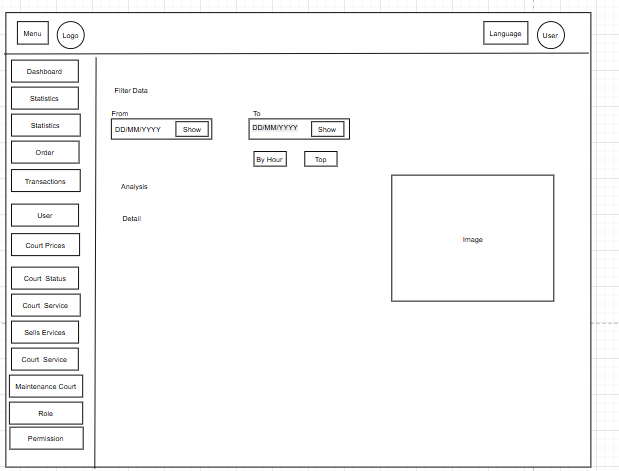 Menu
Logo
Language
User
Dashboard
Statistics
Statistics
Order
Transactions
User
Court Prices
Court Status
Court Service
Sells Ervices
Court Service
Maintenance Court
Role
Permission
Filter Data
From
To
DD/MM/YYYY
Show
DD/MM/YYYY
Show
By Hour
Top
Analysis
Detail
Image